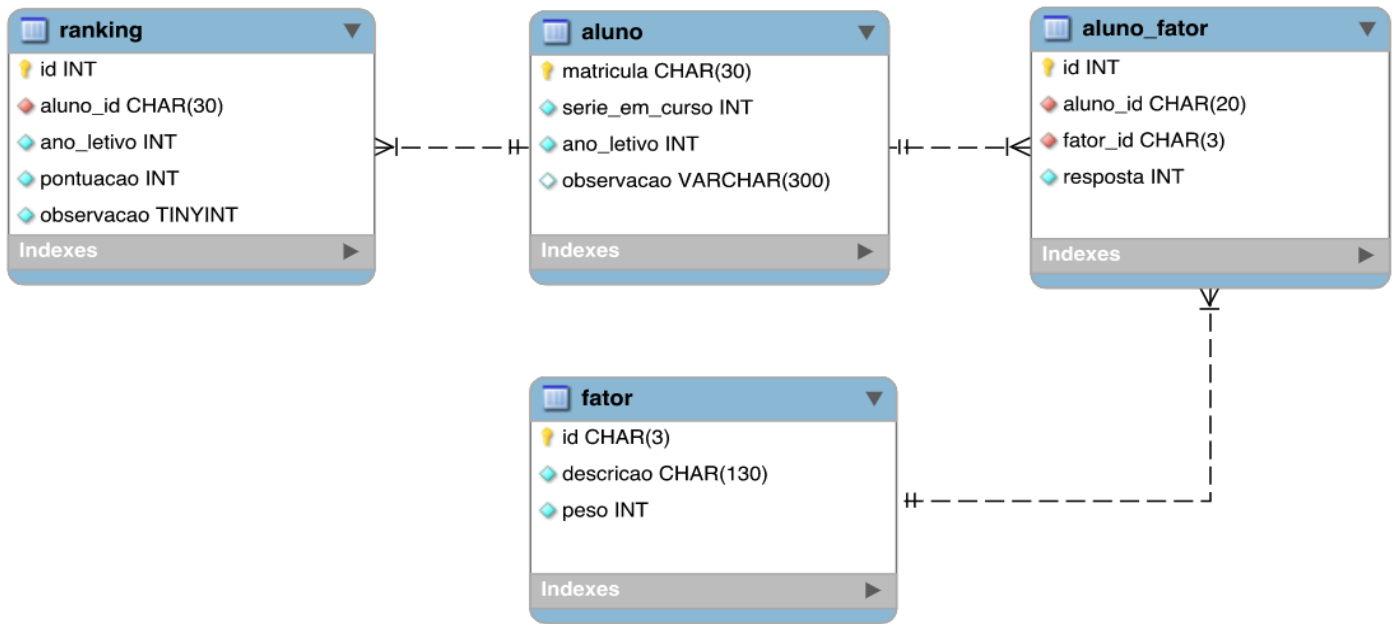 ranking
id INT
aluno_id CHAR(30)
ano_letivo INT
pontuacao INT
observacao TINYINT
Indexes
aluno
matricula CHAR(30)
serie_em_curso INT
ano_letivo INT
observacao VARCHAR(300)
Indexes
aluno_fator
id INT
aluno_id CHAR(20)
fator_id CHAR(3)
resposta INT
Indexes
fator
id CHAR(3)
descricao CHAR(130)
peso INT
Indexes